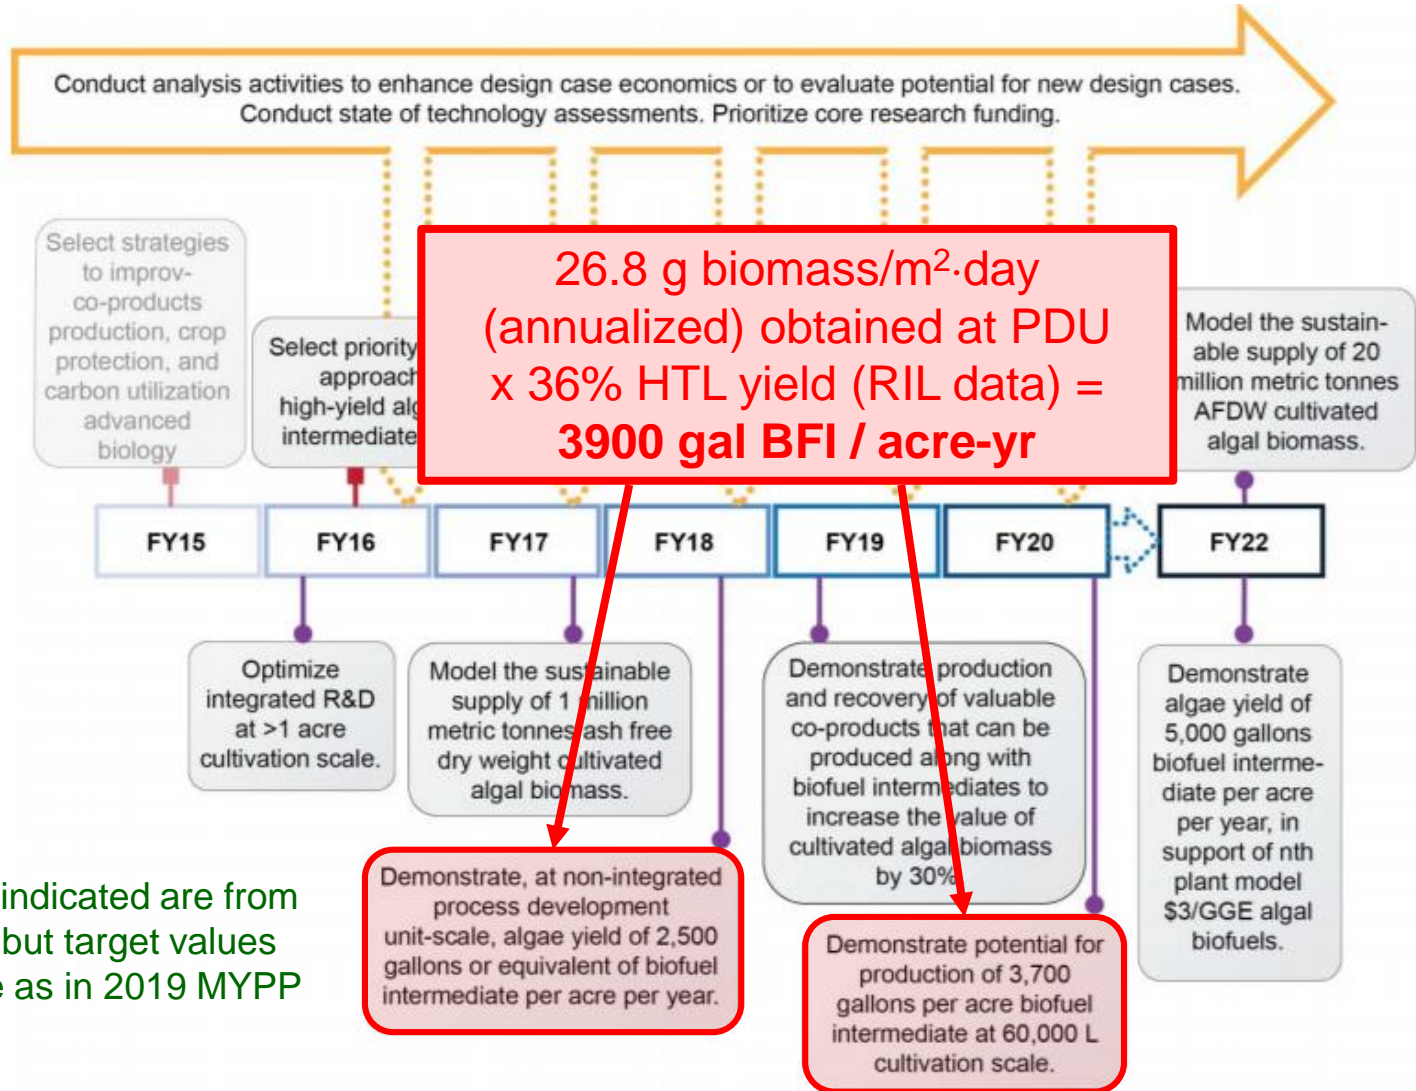 Conduct analysis activities to enhance design case economics or to evaluate potential for new design cases.
Conduct state of technology assessments. Prioritize core research funding.
Select strategies
to improv-
co-products
production, crop
protection, and
carbon utilization
advanced
biology
Select priority
approach
high-yield alg
intermediate
26.8 g biomass/m²·day
(annualized) obtained at PDU
x 36% HTL yield (RIL data) =
3900 gal BFI / acre-yr
Model the sustain-
able supply of 20
million metric tonnes
AFDW cultivated
algal biomass.
FY15
FY16
FY17
FY18
FY19
FY20
FY22
Optimize
integrated R&D
at >1 acre
cultivation scale.
Model the sustainable
supply of 1 million
metric tonnes ash free
dry weight cultivated
algal biomass.
Demonstrate production
and recovery of valuable
co-products that can be
produced along with
biofuel intermediates to
increase the value of
cultivated algal biomass
by 30%
Demonstrate
algae yield of
5,000 gallons
biofuel interme-
diate per acre
per year, in
support of nth
plant model
$3/GGE algal
biofuels.
Demonstrate, at non-integrated
process development
unit-scale, algae yield of 2,500
gallons or equivalent of biofuel
intermediate per acre per year.
Demonstrate potential for
production of 3,700
gallons per acre biofuel
intermediate at 60,000 L
cultivation scale.
indicated are from
but target values
e as in 2019 MYPP